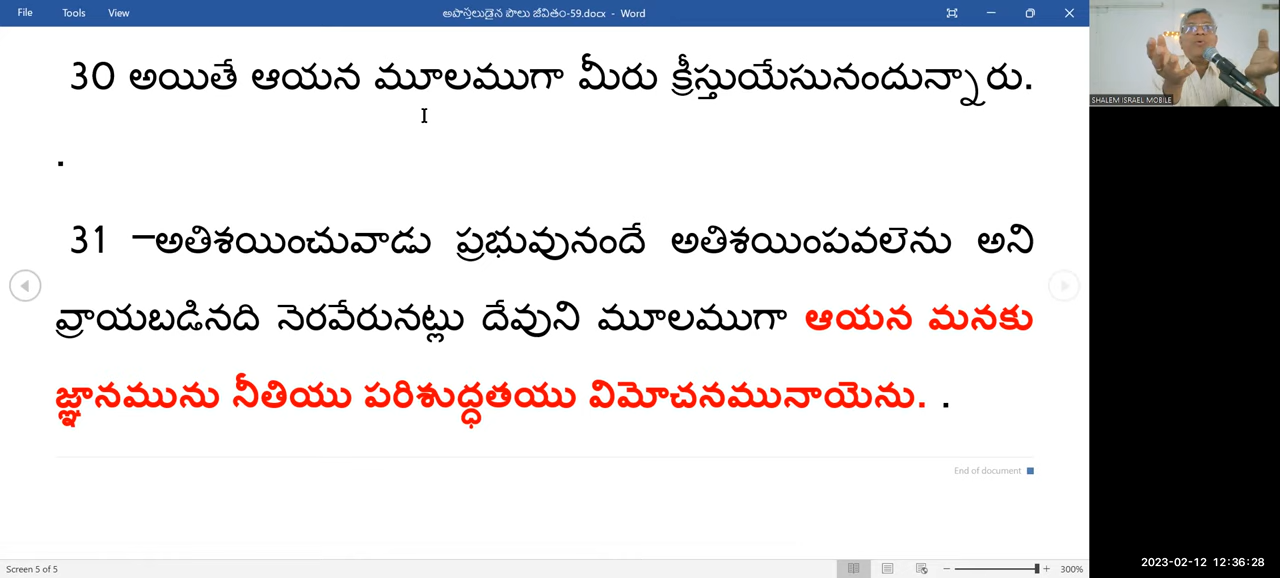 File Tools View అపొస్తలుడైన పౌలు జీవితం-59.docx - Word
30 అయితే ఆయన మూలముగా మీరు క్రీస్తుయేసునందున్నారు.
.
31 –అతిశయించువాడు ప్రభువునందే అతిశయింపవలెను అని
వ్రాయబడినది నెరవేరునట్లు దేవుని మూలముగా ఆయన మనకు
జ్ఞానమును నీతియు పరిశుద్ధతయు విమోచనమునాయెను. .
End of document
Screen 5 of 5 300%
SHALEM ISRAEL MOBILE
2023-02-12 12:36:28